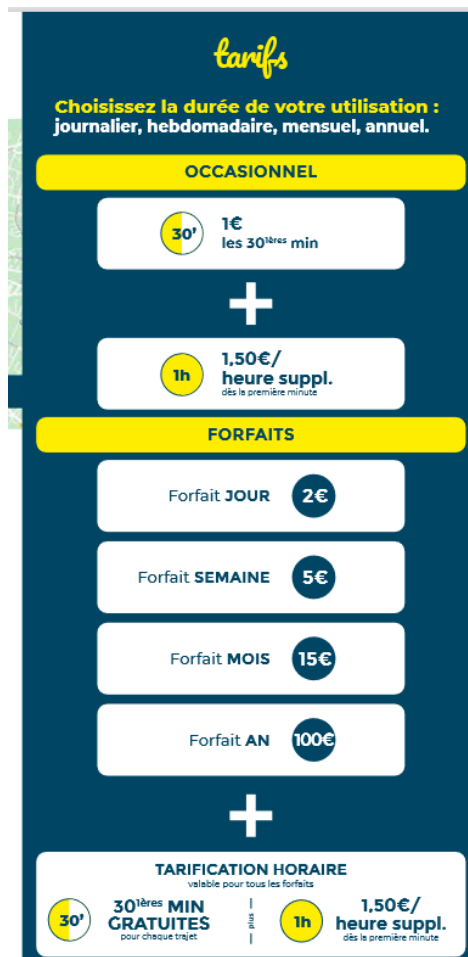 tarifs
Choisissez la durée de votre utilisation :
journalier, hebdomadaire, mensuel, annuel.
OCCASIONNEL
30'
1€
les 30ières min
+
1h
1,50€/
heure suppl.
dès la première minute
FORFAITS
Forfait JOUR 2€
Forfait SEMAINE 5€
Forfait MOIS 15€
Forfait AN 100€
+
TARIFICATION HORAIRE
valable pour tous les forfaits
30'
30ières MIN
GRATUITES
pour chaque trajet
plus
1h
1,50€/
heure suppl.
dès la première minute